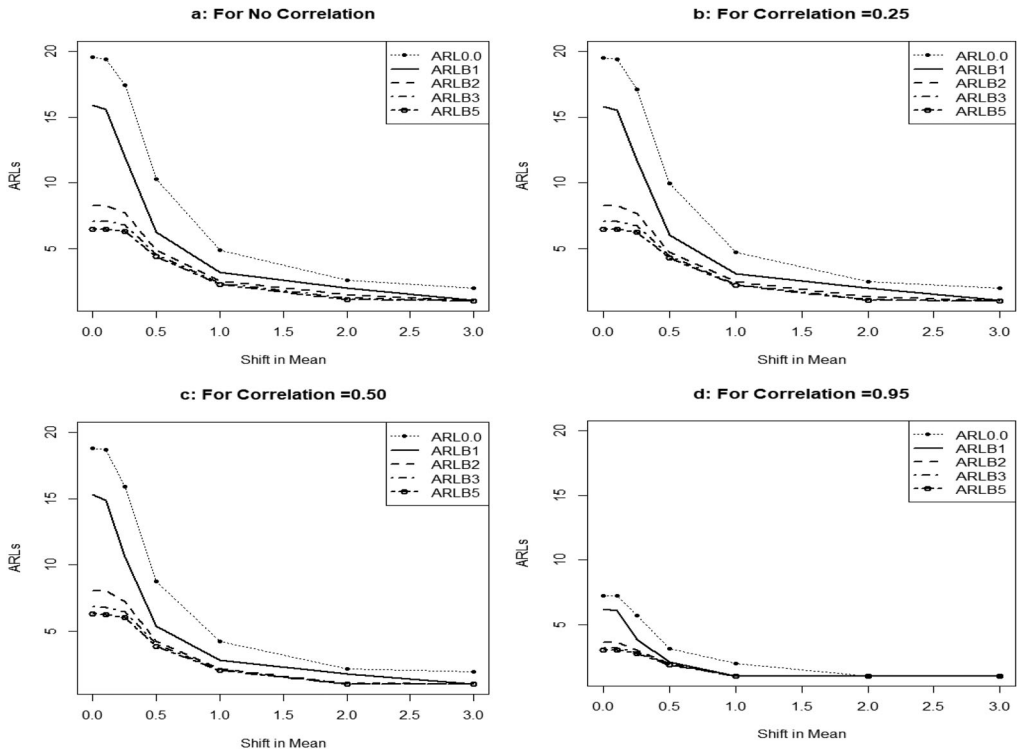 a: For No Correlation
ARLs
20
15
10
5
ARL0.0
ARLB1
ARLB2
ARLB3
ARLB5
0.0 0.5 1.0 1.5 2.0 2.5 3.0
Shift in Mean
b: For Correlation =0.25
ARLs
20
15
10
5
ARL0.0
ARLB1
ARLB2
ARLB3
ARLB5
0.0 0.5 1.0 1.5 2.0 2.5 3.0
Shift in Mean
c: For Correlation =0.50
ARLs
20
15
10
5
ARL0.0
ARLB1
ARLB2
ARLB3
ARLB5
0.0 0.5 1.0 1.5 2.0 2.5 3.0
Shift in Mean
d: For Correlation =0.95
ARLs
20
15
10
5
ARL0.0
ARLB1
ARLB2
ARLB3
ARLB5
0.0 0.5 1.0 1.5 2.0 2.5 3.0
Shift in Mean